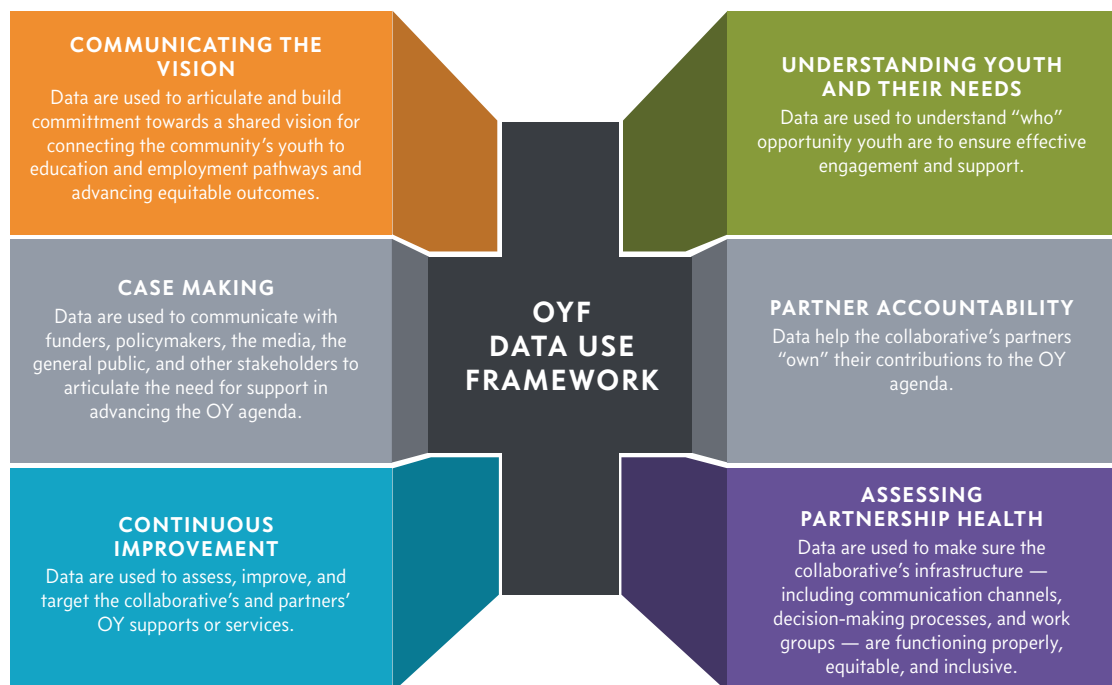 COMMUNICATING THE
VISION
Data are used to articulate and build
committment towards a shared vision for
connecting the community’s youth to
education and employment pathways and
advancing equitable outcomes.
UNDERSTANDING YOUTH
AND THEIR NEEDS
Data are used to understand “who”
opportunity youth are to ensure effective
engagement and support.
CASE MAKING
Data are used to communicate with
funders, policymakers, the media, the
general public, and other stakeholders to
articulate the need for support in
advancing the OY agenda.
OYF
DATA USE
FRAMEWORK
PARTNER ACCOUNTABILITY
Data help the collaborative’s partners
“own” their contributions to the OY
agenda.
CONTINUOUS
IMPROVEMENT
Data are used to assess, improve, and
target the collaborative’s and partners’
OY supports or services.
ASSESSING
PARTNERSHIP HEALTH
Data are used to make sure the
collaborative’s infrastructure —
including communication channels,
decision-making processes, and work
groups — are functioning properly,
equitable, and inclusive.